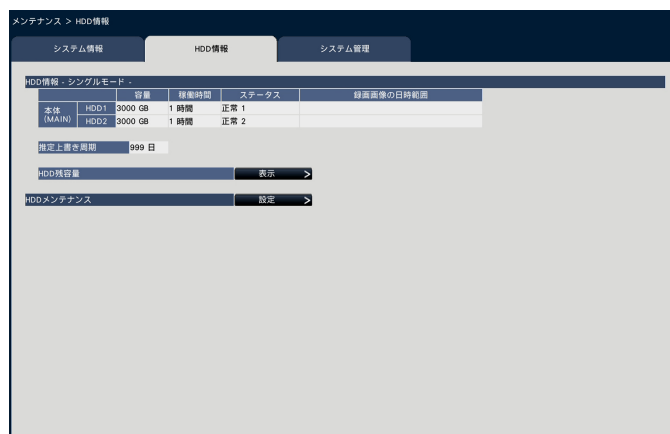 メンテナンス > HDD情報
システム情報 HDD情報 システム管理
HDD情報 - シングルモード -
容量 稼働時間 ステータス 録画画像の日時範囲
本体 (MAIN) HDD1 3000 GB 1 時間 正常 1
HDD2 3000 GB 1 時間 正常 2
推定上書き周期 999 日
HDD残容量 表示 >
HDDメンテナンス 設定 >